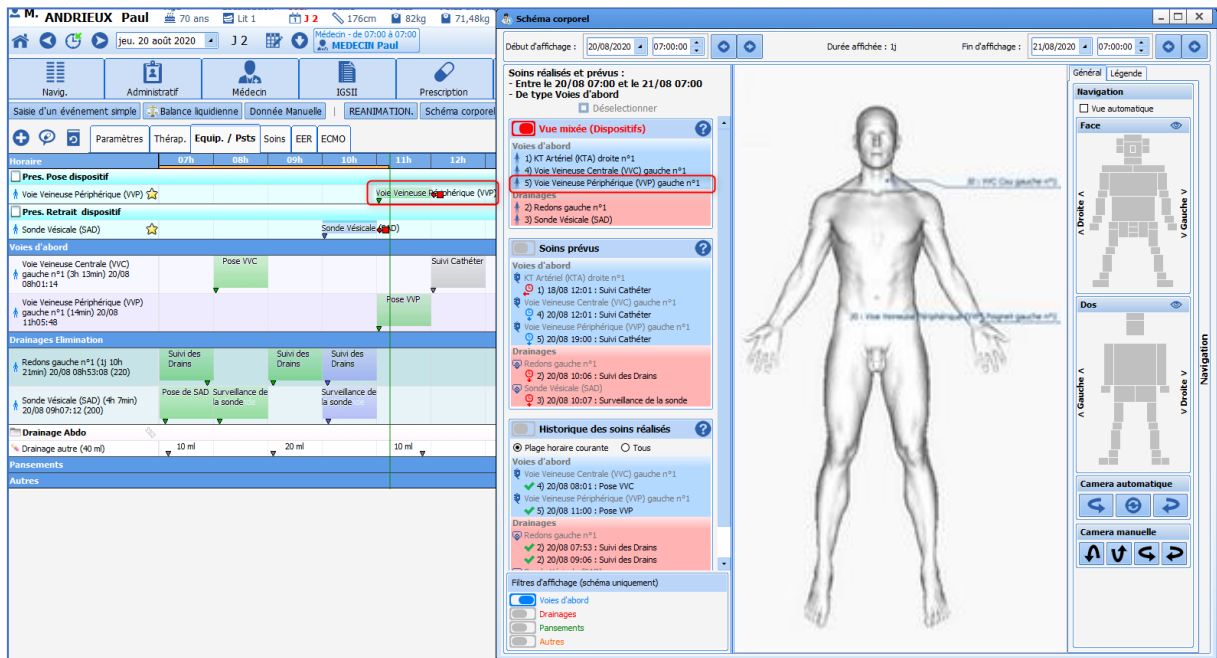 M. ANDRIEUX Paul
70 ans
Lit 1
J 2
176cm
82kg
71,48kg
jeu. 20 août 2020
J 2
Médecin - de 07:00 à 07:00
MEDECIN Paul
Navig.
Administratif
Médecin
IGSII
Prescription
Saisie d'un événement simple
Balance liquidienne
Donnée Manuelle
REANIMATION.
Schéma corporel
Paramètres
Thérap.
Equip. / Psts
Soins
EER
ECMO
Horaire
07h
08h
09h
10h
11h
12h
Pres. Pose dispositif
Voie Veineuse Périphérique (VVP)
Voie Veineuse Périphérique (VVP)
Pres. Retrait dispositif
Sonde Vésicale (SAD)
Sonde Vésicale (SAD)
Voies d'abord
Voie Veineuse Centrale (VVC)
gauche n°1 (3h 13min) 20/08
08h01:14
Pose VVC
Suivi Cathéter
Voie Veineuse Périphérique (VVP)
gauche n°1 (14min) 20/08
11h05:48
Pose VVP
Drainages Elimination
Redons gauche n°1 (1j 10h
21min) 20/08 08h53:08 (220)
Suivi des
Drains
Suivi des
Drains
Suivi des
Drains
Sonde Vésicale (SAD) (4h 7min)
20/08 09h07:12 (200)
Pose de SAD
Surveillance de
la sonde
Surveillance de
la sonde
Drainage Abdo
Drainage autre (40 ml)
10 ml
20 ml
10 ml
Pansements
Autres
Schéma corporel
Début d'affichage :
20/08/2020
07:00:00
Durée affichée : 1j
Fin d'affichage :
21/08/2020
07:00:00
Soins réalisés et prévus :
- Entre le 20/08 07:00 et le 21/08 07:00
- De type Voies d'abord
Désélectionner
Vue mixée (Dispositifs)
Voies d'abord
1) KT Artériel (KTA) droite n°1
4) Voie Veineuse Centrale (VVC) gauche n°1
5) Voie Veineuse Périphérique (VVP) gauche n°1
Drainages
2) Redons gauche n°1
3) Sonde Vésicale (SAD)
Soins prévus
Voies d'abord
KT Artériel (KTA) droite n°1
1) 18/08 12:01 : Suivi Cathéter
Voie Veineuse Centrale (VVC) gauche n°1
4) 20/08 12:01 : Suivi Cathéter
Voie Veineuse Périphérique (VVP) gauche n°1
5) 20/08 19:00 : Suivi Cathéter
Drainages
Redons gauche n°1
2) 20/08 10:06 : Suivi des Drains
Sonde Vésicale (SAD)
3) 20/08 10:07 : Surveillance de la sonde
Historique des soins réalisés
Plage horaire courante
Tous
Voies d'abord
Voie Veineuse Centrale (VVC) gauche n°1
4) 20/08 08:01 : Pose VVC
Voie Veineuse Périphérique (VVP) gauche n°1
5) 20/08 11:00 : Pose VVP
Drainages
Redons gauche n°1
2) 20/08 07:53 : Suivi des Drains
2) 20/08 09:06 : Suivi des Drains
Filtres d'affichage (schéma uniquement)
Voies d'abord
Drainages
Pansements
Autres
VVC Cou gauche n°1
Voie Veineuse Périphérique (VVP) Poignet gauche n°1
Général
Légende
Navigation
Vue automatique
Face
< Droite <
> Gauche >
Dos
< Gauche <
> Droite >
Navigation
Camera automatique
Camera manuelle